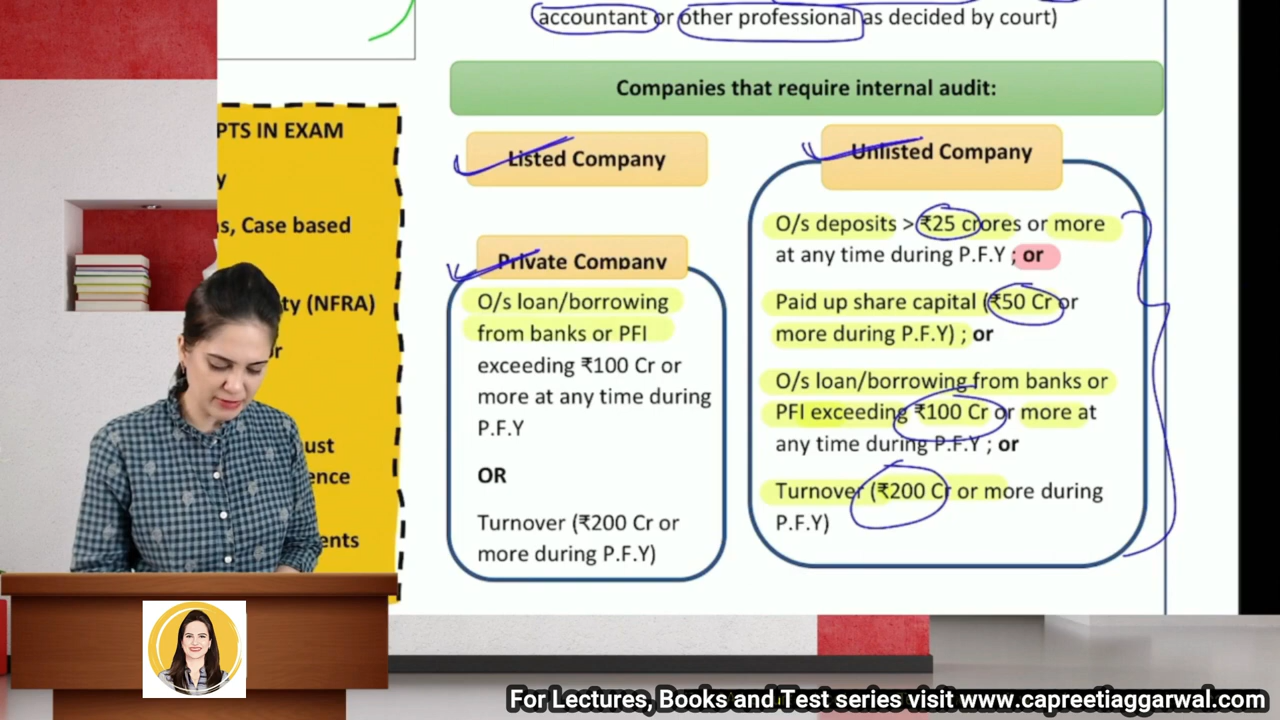 accountant or other professional as decided by court)
Companies that require internal audit:
PTS IN EXAM
y
s, Case based
ty (NFRA)
or
ust
ence
ents
Listed Company
Private Company
O/s loan/borrowing
from banks or PFI
exceeding ₹100 Cr or
more at any time during
P.F.Y
OR
Turnover (₹200 Cr or
more during P.F.Y)
Unlisted Company
O/s deposits > ₹25 crores or more
at any time during P.F.Y ; or
Paid up share capital (₹50 Cr or
more during P.F.Y) ; or
O/s loan/borrowing from banks or
PFI exceeding ₹100 Cr or more at
any time during P.F.Y ; or
Turnover (₹200 Cr or more during
P.F.Y)
For Lectures, Books and Test series visit www.capreetiaggarwal.com